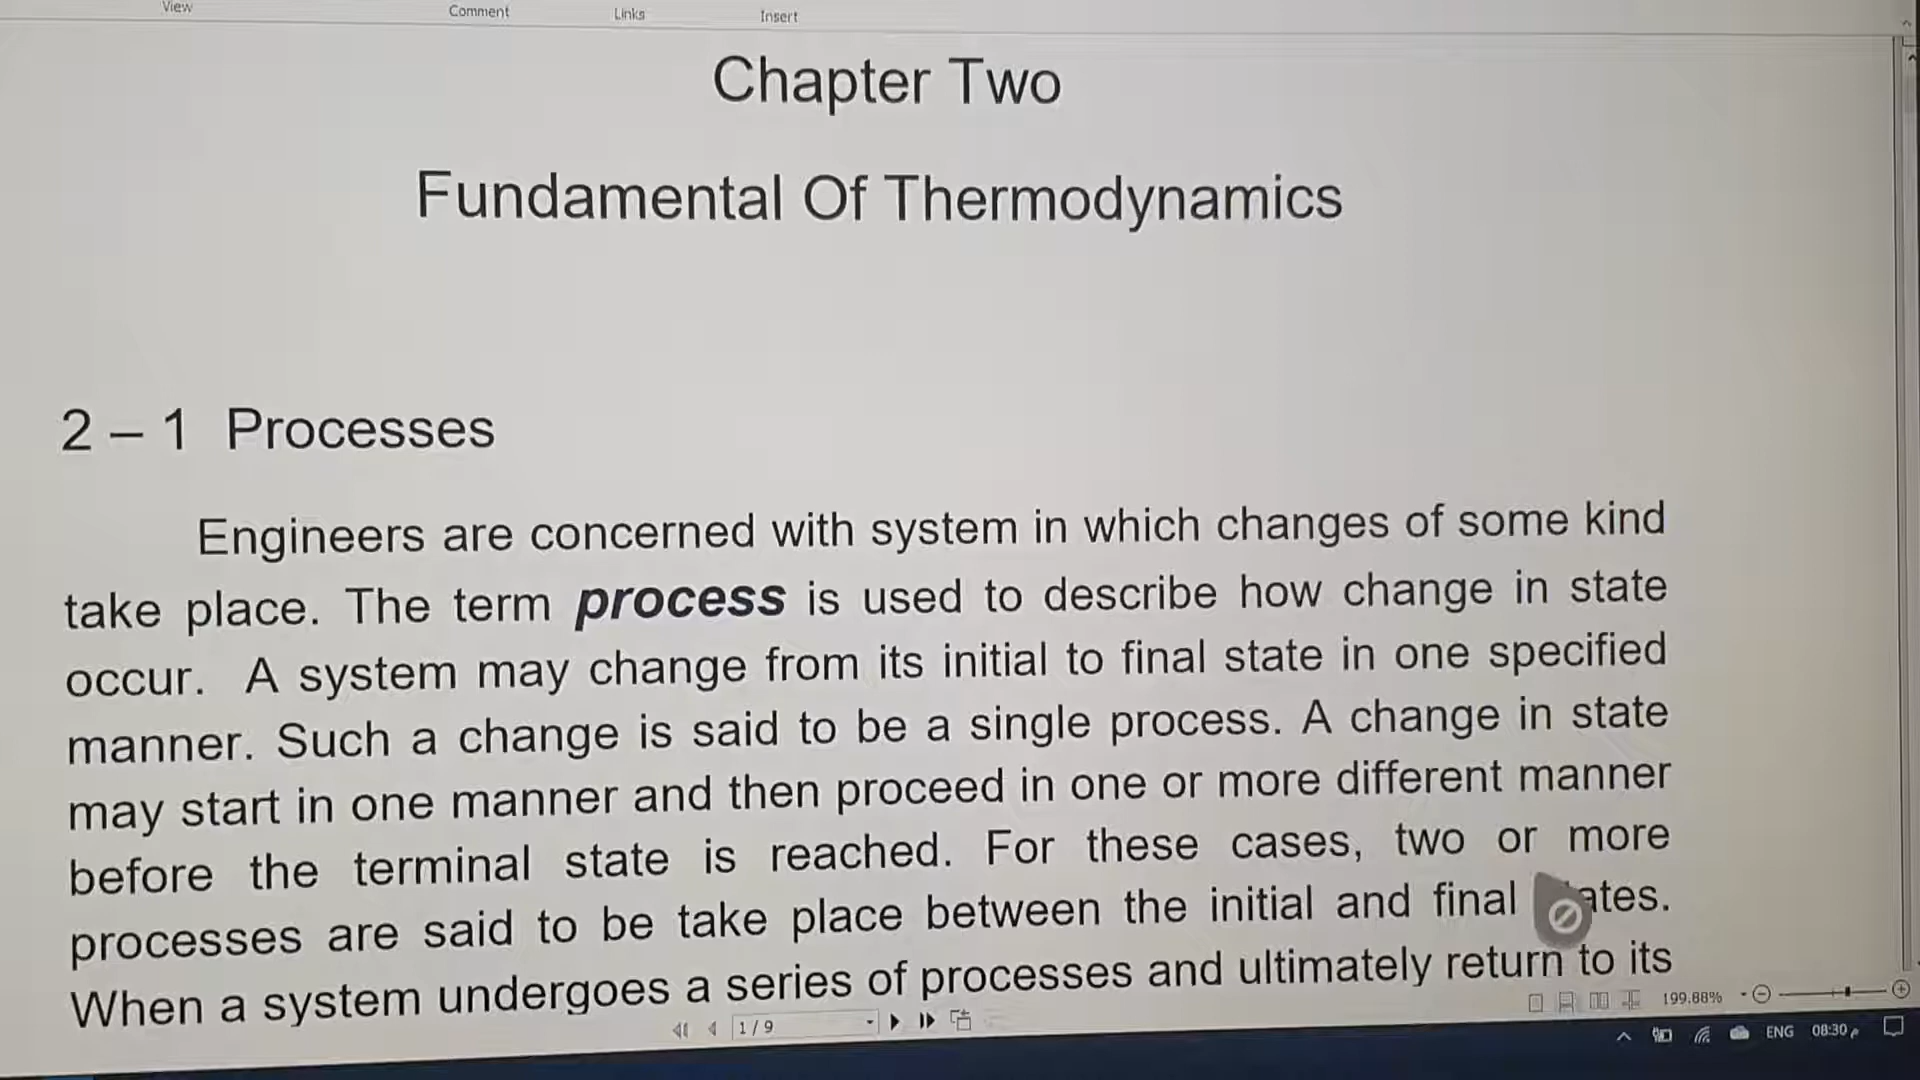 View Comment Links Insert
Chapter Two
Fundamental Of Thermodynamics
2 – 1 Processes
Engineers are concerned with system in which changes of some kind
take place. The term process is used to describe how change in state
occur. A system may change from its initial to final state in one specified
manner. Such a change is said to be a single process. A change in state
may start in one manner and then proceed in one or more different manner
before the terminal state is reached. For these cases, two or more
processes are said to be take place between the initial and final
When a system undergoes a series of processes and ultimately return to its
199.88%
1 / 9
ENG 08:30 م